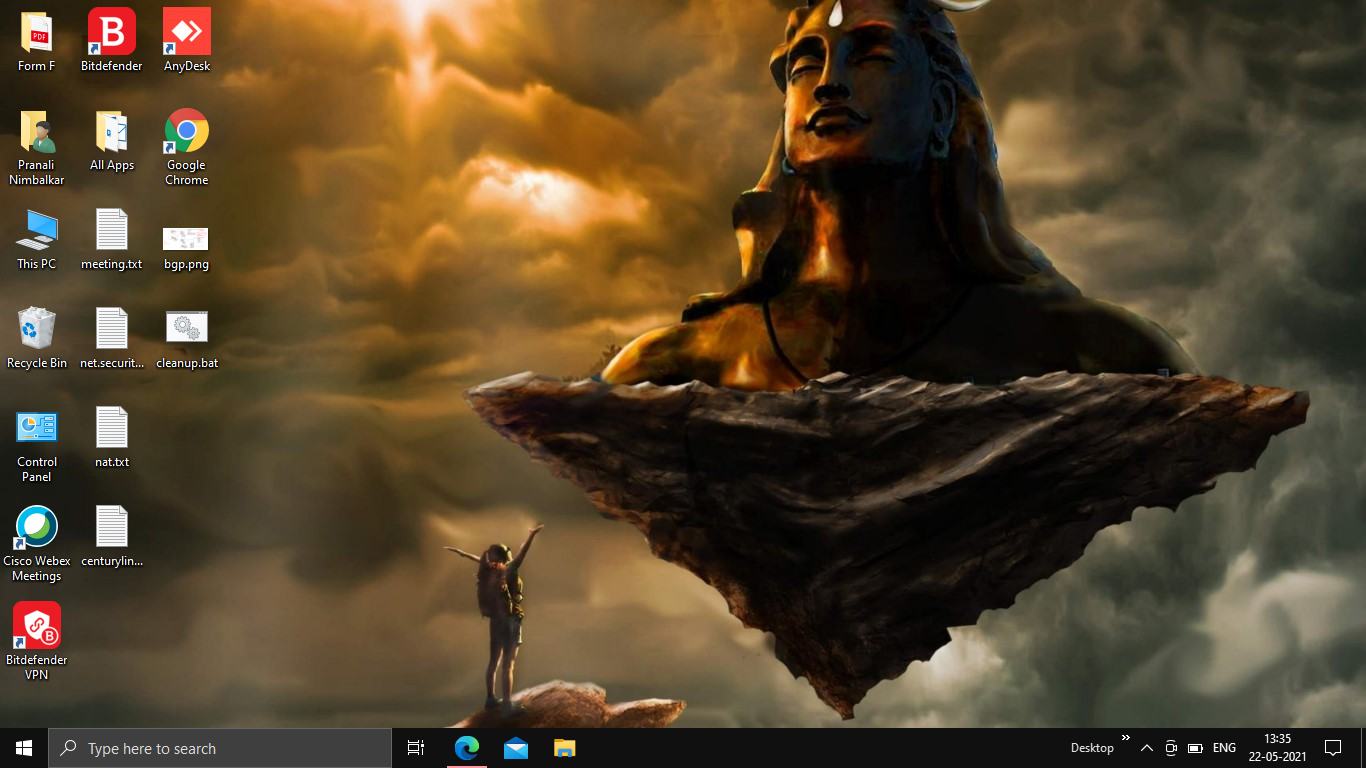 Form F
Bitdefender
AnyDesk
Pranali
Nimbalkar
All Apps
Google
Chrome
This PC
meeting.txt
bgp.png
Recycle Bin
net.securit...
cleanup.bat
Control
Panel
nat.txt
Cisco Webex
Meetings
centurylin...
Bitdefender
VPN
Type here to search
Desktop
ENG
13:35
22-05-2021